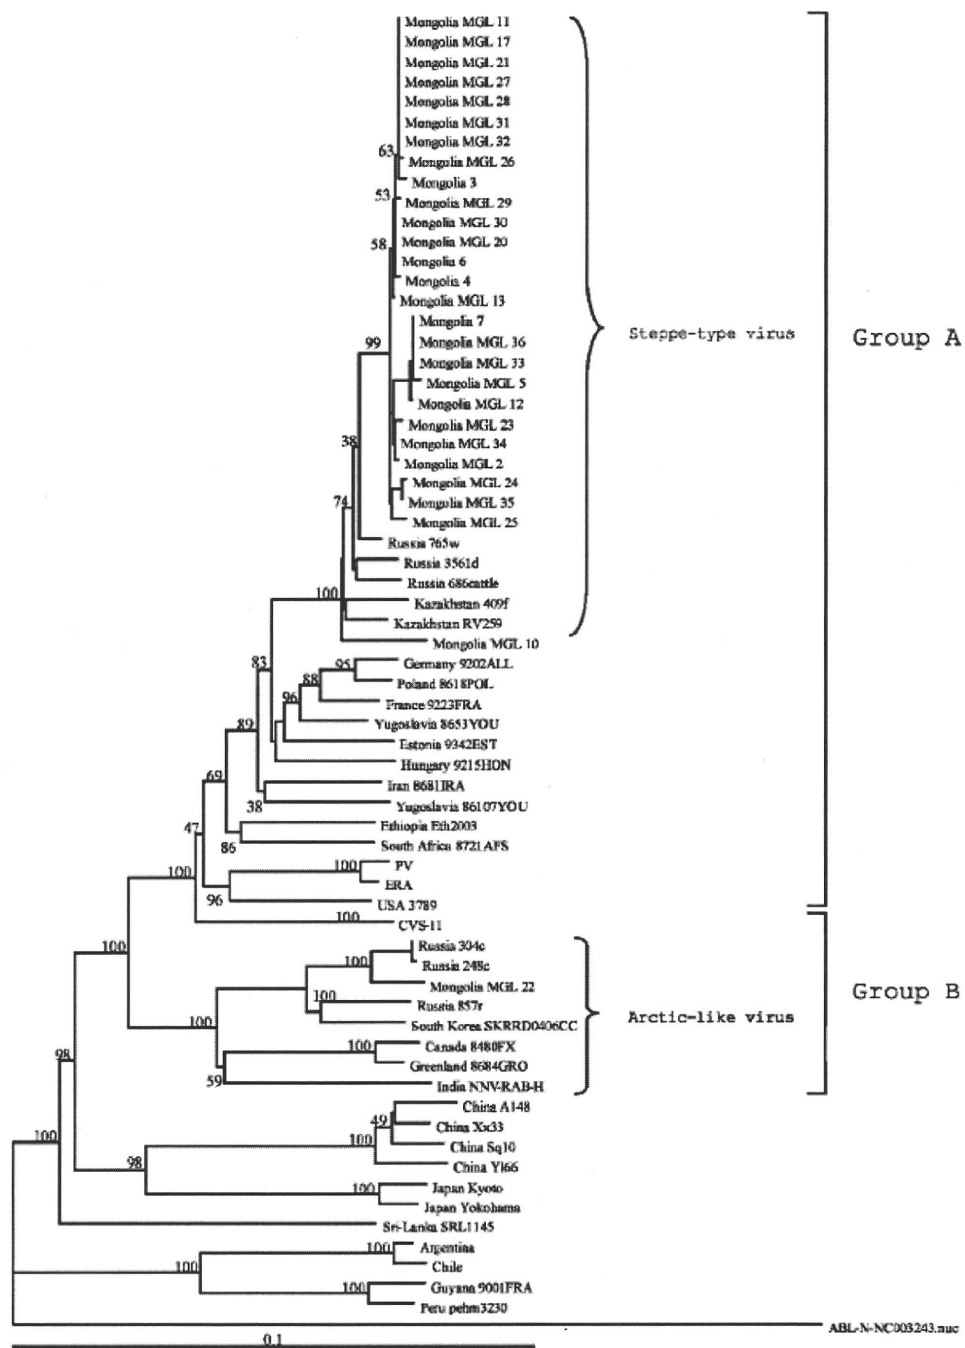 Mongolia MGL 11
Mongolia MGL 17
Mongolia MGL 21
Mongolia MGL 27
Mongolia MGL 28
Mongolia MGL 31
Mongolia MGL 32
63
Mongolia MGL 26
Mongolia 3
53
Mongolia MGL 29
Mongolia MGL 30
Mongolia MGL 20
58
Mongolia 6
Mongolia 4
Mongolia MGL 13
Mongolia 7
Steppe-type virus
Group A
99
Mongolia MGL 36
Mongolia MGL 33
Mongolia MGL 5
Mongolia MGL 12
Mongolia MGL 23
38
Mongolia MGL 34
Mongolia MGL 2
Mongolia MGL 24
74
Mongolia MGL 35
Mongolia MGL 25
Russia 765w
Russia 3561d
Russia 686cattle
100
Kazakhstan 409f
Kazakhstan RV259
Mongolia MGL 10
83
95
Germany 9202ALL
88
Poland 8618POL
96
France 9223FRA
89
Yugoslavia 8653YOU
Estonia 9342EST
Hungary 9215HON
69
Iran 8681IRA
38
Yugoslavia 86107YOU
47
Ethiopia Eth2003
86
South Africa 8721AFS
100
100
PV
ERA
96
USA 3789
100
CVS-11
100
Russia 304c
100
Russia 248c
Mongolia MGL 22
Group B
100
Russia 857r
100
South Korea SKRRD0406CC
Arctic-like virus
100
Canada 8480FX
98
Greenland 8684GRO
59
India NNV-RAB-H
China A148
49
China Xx33
100
100
China Sq10
98
China Yl66
100
Japan Kyoto
Japan Yokohama
Sri-Lanka SRL1145
100
Argentina
100
Chile
100
Guyana 9001FRA
Peru pehm3230
ABL-N-NC003243.nuc
0.1